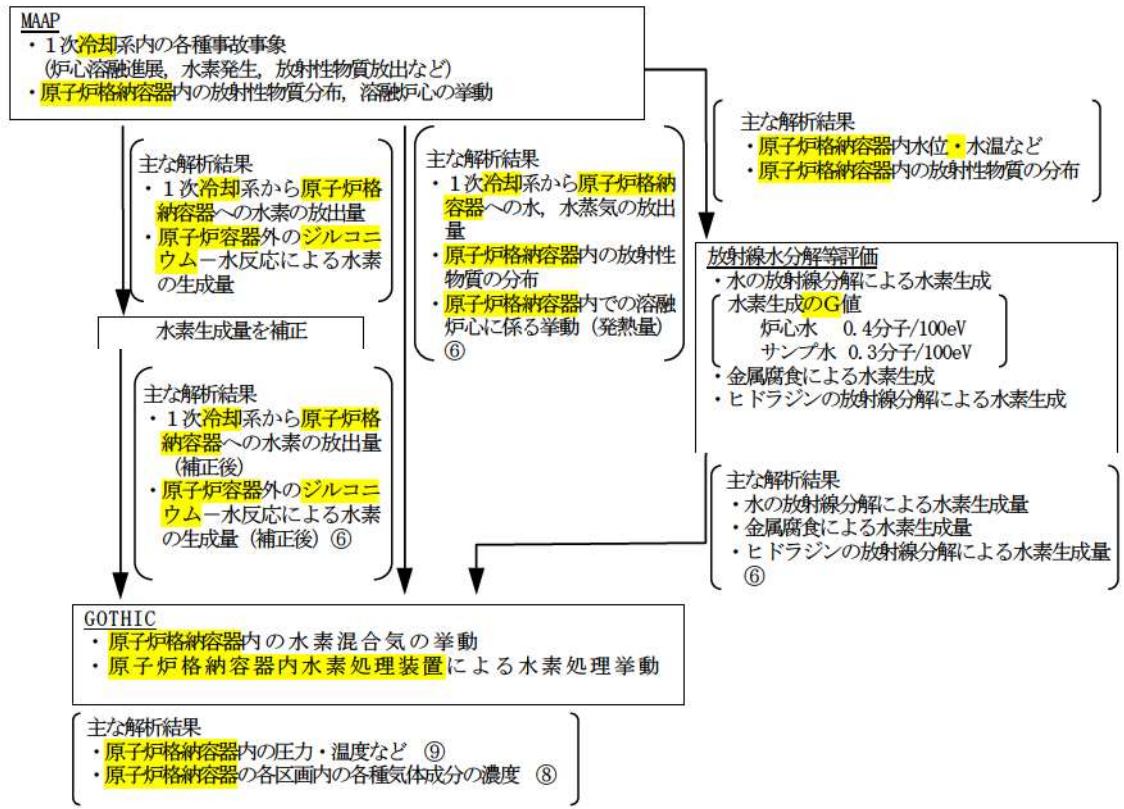 MAAP
・1次冷却系内の各種事故事象
(炉心溶融進展,水素発生,放射性物質放出など)
・原子炉格納容器内の放射性物質分布,溶融炉心の挙動
主な解析結果
・1次冷却系から原子炉格
納容器への水素の放出量
・原子炉容器外のジルコニ
ウム-水反応による水素
の生成量
主な解析結果
・1次冷却系から原子炉格納
容器への水,水蒸気の放出
量
・原子炉格納容器内の放射性
物質の分布
・原子炉格納容器内での溶融
炉心に係る挙動(発熱量)
⑥
主な解析結果
・原子炉格納容器内水位・水温など
・原子炉格納容器内の放射性物質の分布
水素生成量を補正
放射線水分解等評価
・水の放射線分解による水素生成
水素生成のG値
炉心水 0.4分子/100eV
サンプ水 0.3分子/100eV
・金属腐食による水素生成
・ヒドラジンの放射線分解による水素生成
主な解析結果
・1次冷却系から原子炉格
納容器への水素の放出量
(補正後)
・原子炉容器外のジルコニ
ウム-水反応による水素
の生成量(補正後)⑥
主な解析結果
・水の放射線分解による水素生成量
・金属腐食による水素生成量
・ヒドラジンの放射線分解による水素生成量
⑥
GOTHIC
・原子炉格納容器内の水素混合気の挙動
・原子炉格納容器内水素処理装置による水素処理挙動
主な解析結果
・原子炉格納容器内の圧力・温度など ⑨
・原子炉格納容器の各区画内の各種気体成分の濃度 ⑧